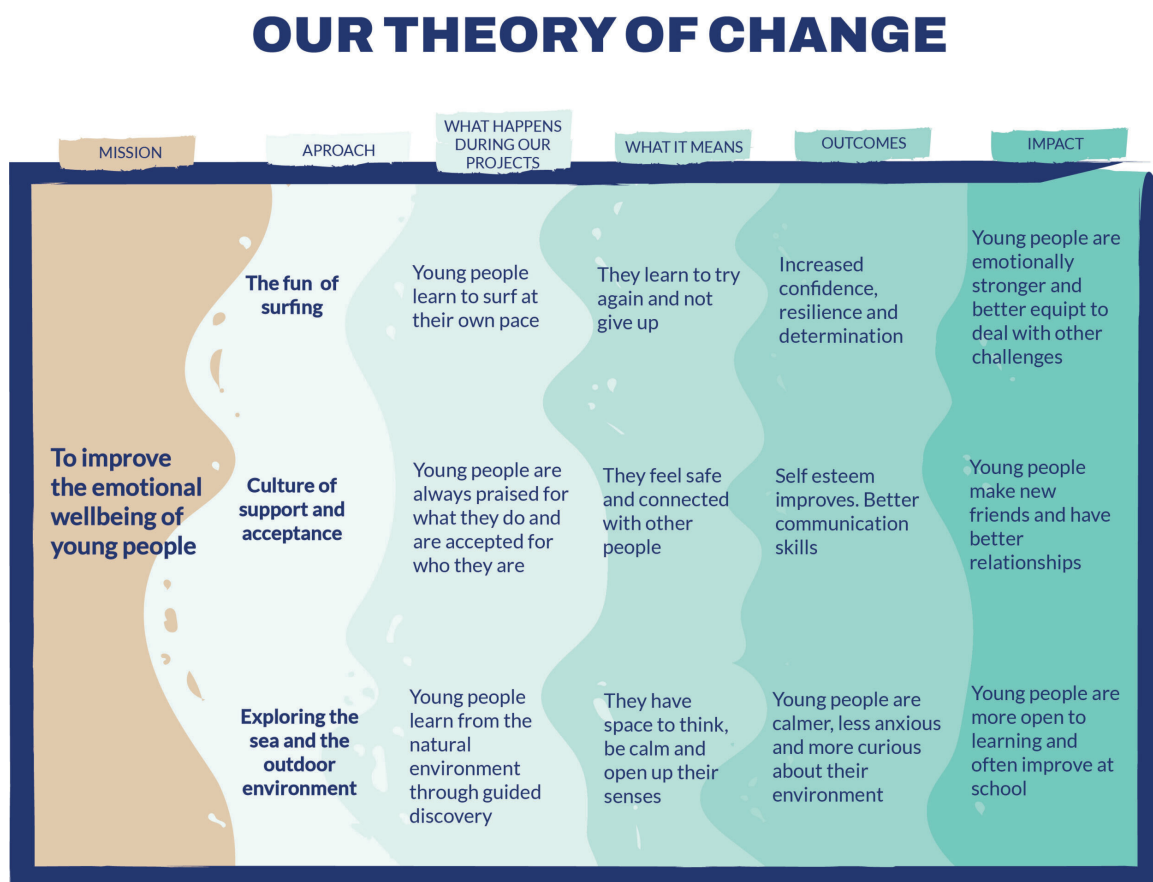 OUR THEORY OF CHANGE
MISSION
APROACH
WHAT HAPPENS
DURING OUR
PROJECTS
WHAT IT MEANS
OUTCOMES
IMPACT
To improve
the emotional
wellbeing of
young people
The fun of
surfing
Young people
learn to surf at
their own pace
They learn to try
again and not
give up
Increased
confidence,
resilience and
determination
Young people are
emotionally
stronger and
better equipt to
deal with other
challenges
Culture of
support and
acceptance
Young people are
always praised for
what they do and
are accepted for
who they are
They feel safe
and connected
with other
people
Self esteem
improves. Better
communication
skills
Young people
make new
friends and have
better
relationships
Exploring the
sea and the
outdoor
environment
Young people
learn from the
natural
environment
through guided
discovery
They have
space to think,
be calm and
open up their
senses
Young people are
calmer, less anxious
and more curious
about their
environment
Young people are
more open to
learning and
often improve at
school